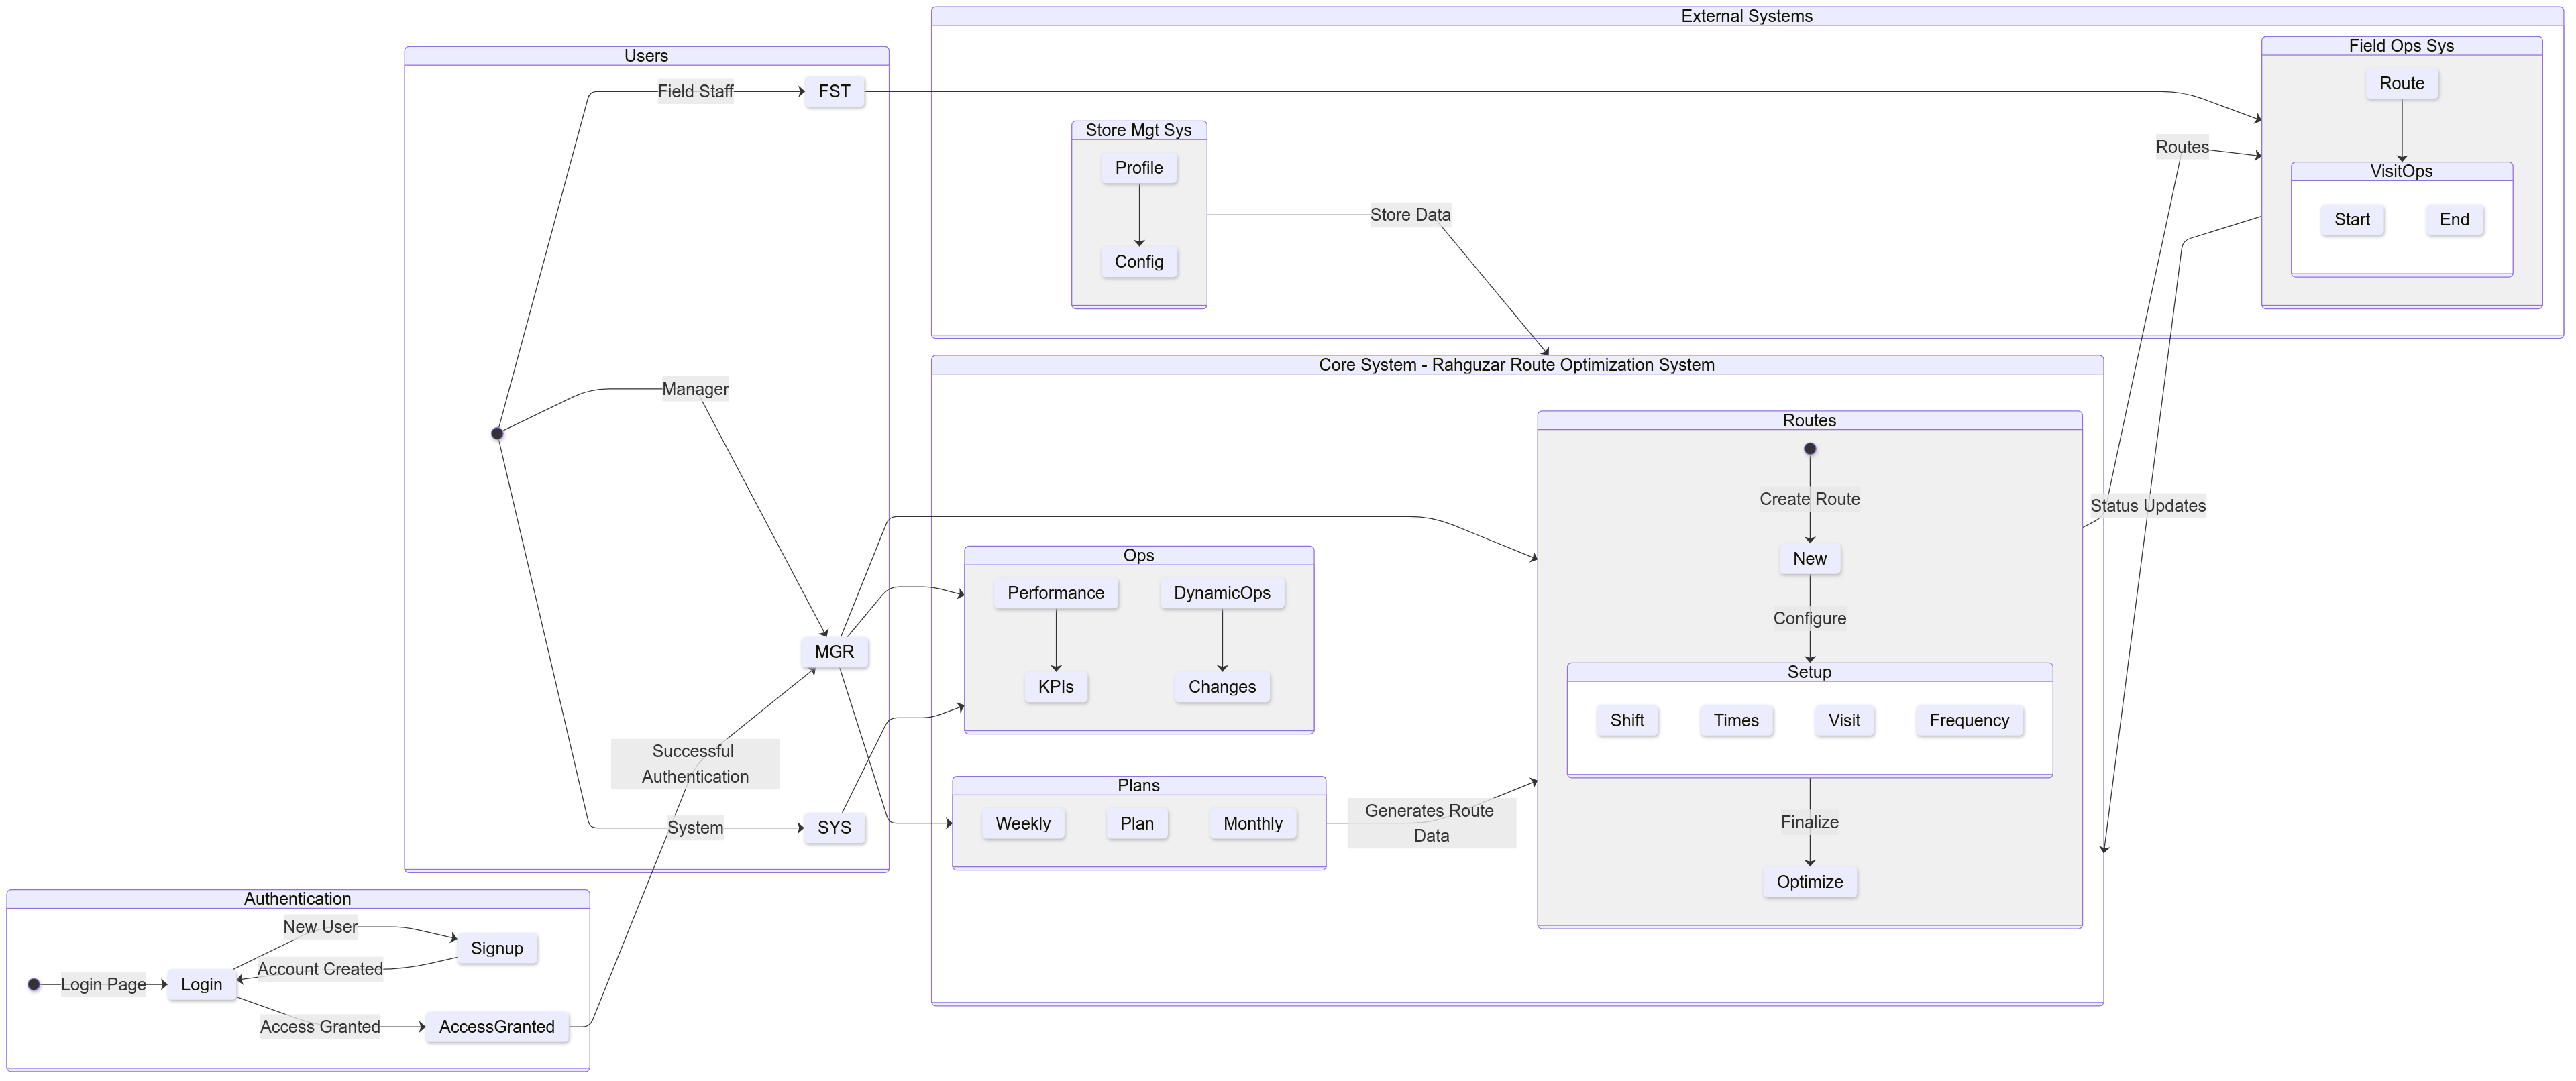 External Systems
Users
Field Ops Sys
Field Staff
FST
Route
Store Mgt Sys
Profile
Routes
VisitOps
Store Data
Start
End
Config
Core System - Rahguzar Route Optimization System
Manager
Routes
Create Route
Status Updates
Ops
New
Performance
DynamicOps
Configure
MGR
KPIs
Changes
Setup
Shift
Times
Visit
Frequency
Successful
Authentication
Plans
System
SYS
Weekly
Plan
Monthly
Generates Route
Data
Finalize
Optimize
Authentication
New User
Signup
Account Created
Login Page
Login
Access Granted
AccessGranted